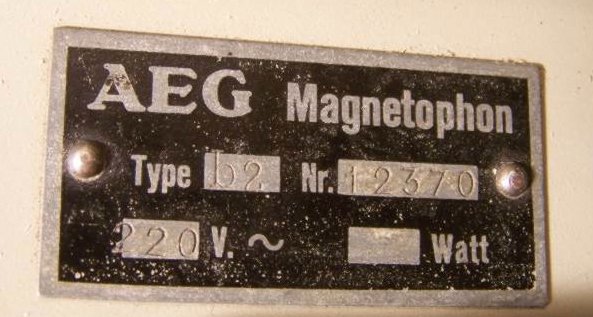 AEG Magnetophon
Type b2 Nr. 12370
220 V. ~ Watt